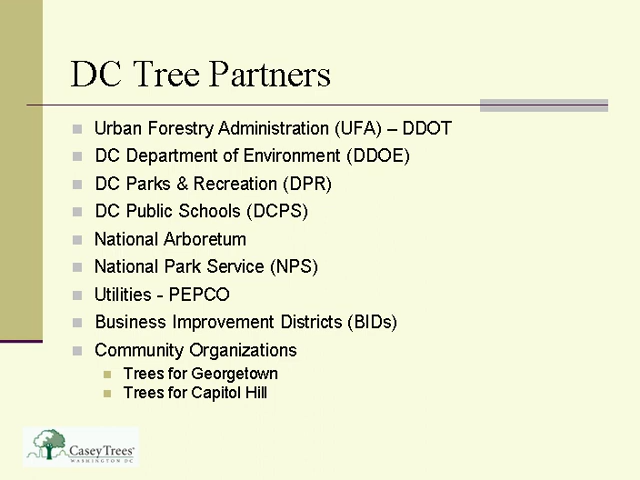 DC Tree Partners
Urban Forestry Administration (UFA) – DDOT
DC Department of Environment (DDOE)
DC Parks & Recreation (DPR)
DC Public Schools (DCPS)
National Arboretum
National Park Service (NPS)
Utilities - PEPCO
Business Improvement Districts (BIDs)
Community Organizations
Trees for Georgetown
Trees for Capitol Hill
Casey Trees
WASHINGTON DC